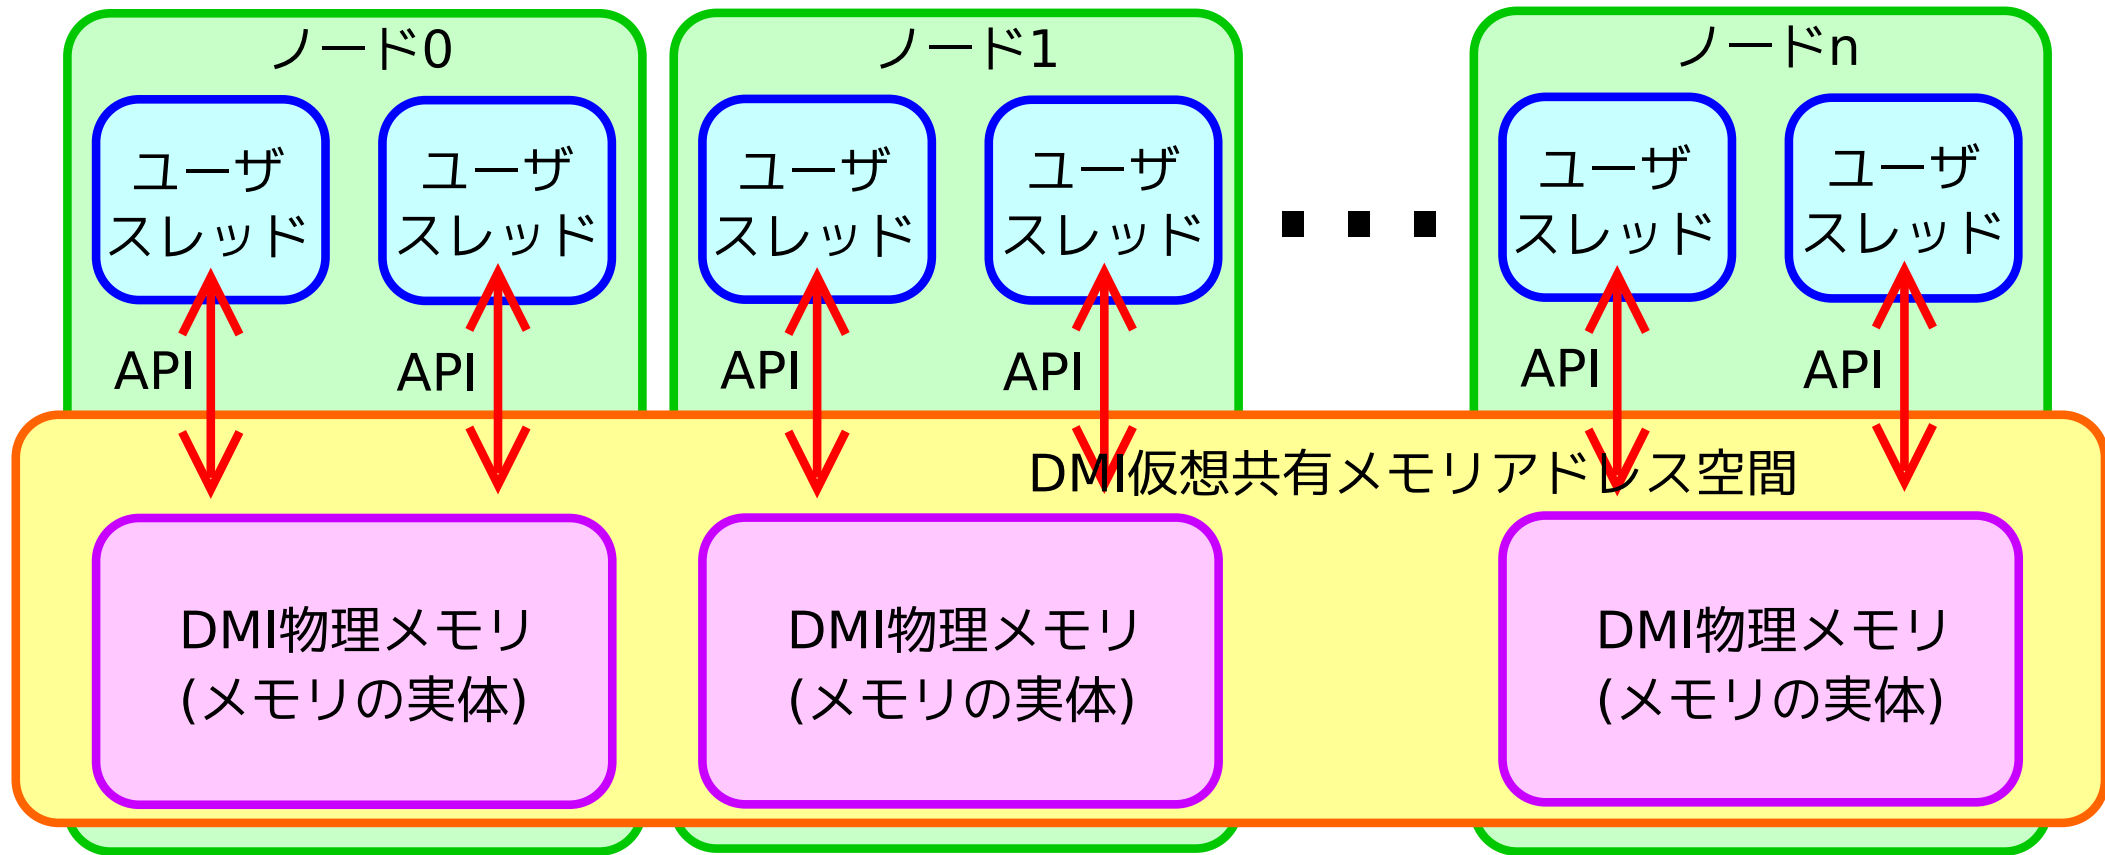 ノード0
ノード1
ノードn
ユーザ
スレッド
ユーザ
スレッド
ユーザ
スレッド
ユーザ
スレッド
ユーザ
スレッド
ユーザ
スレッド
API
API
API
API
API
API
DMI仮想共有メモリアドレス空間
DMI物理メモリ
(メモリの実体)
DMI物理メモリ
(メモリの実体)
DMI物理メモリ
(メモリの実体)